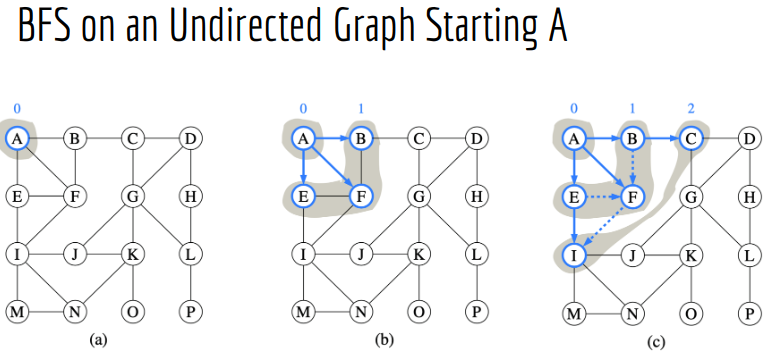 BFS on an Undirected Graph Starting A
0 0 1 0 1 2
A B C D A B C D A B C D
E F G H E F G H E F G H
I J K L I J K L I J K L
M N O P M N O P M N O P
(a) (b) (c)